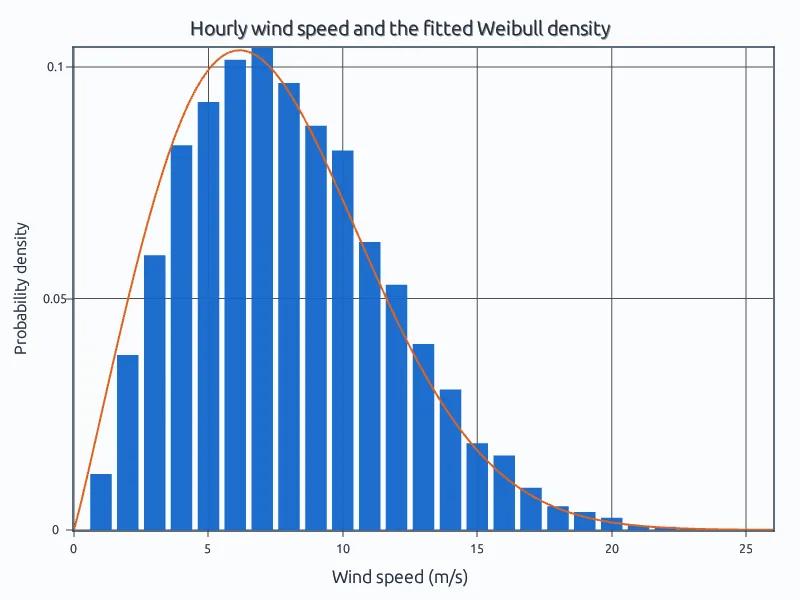 Hourly wind speed and the fitted Weibull density
Probability density
0.1
0.05
0
0 5 10 15 20 25
Wind speed (m/s)